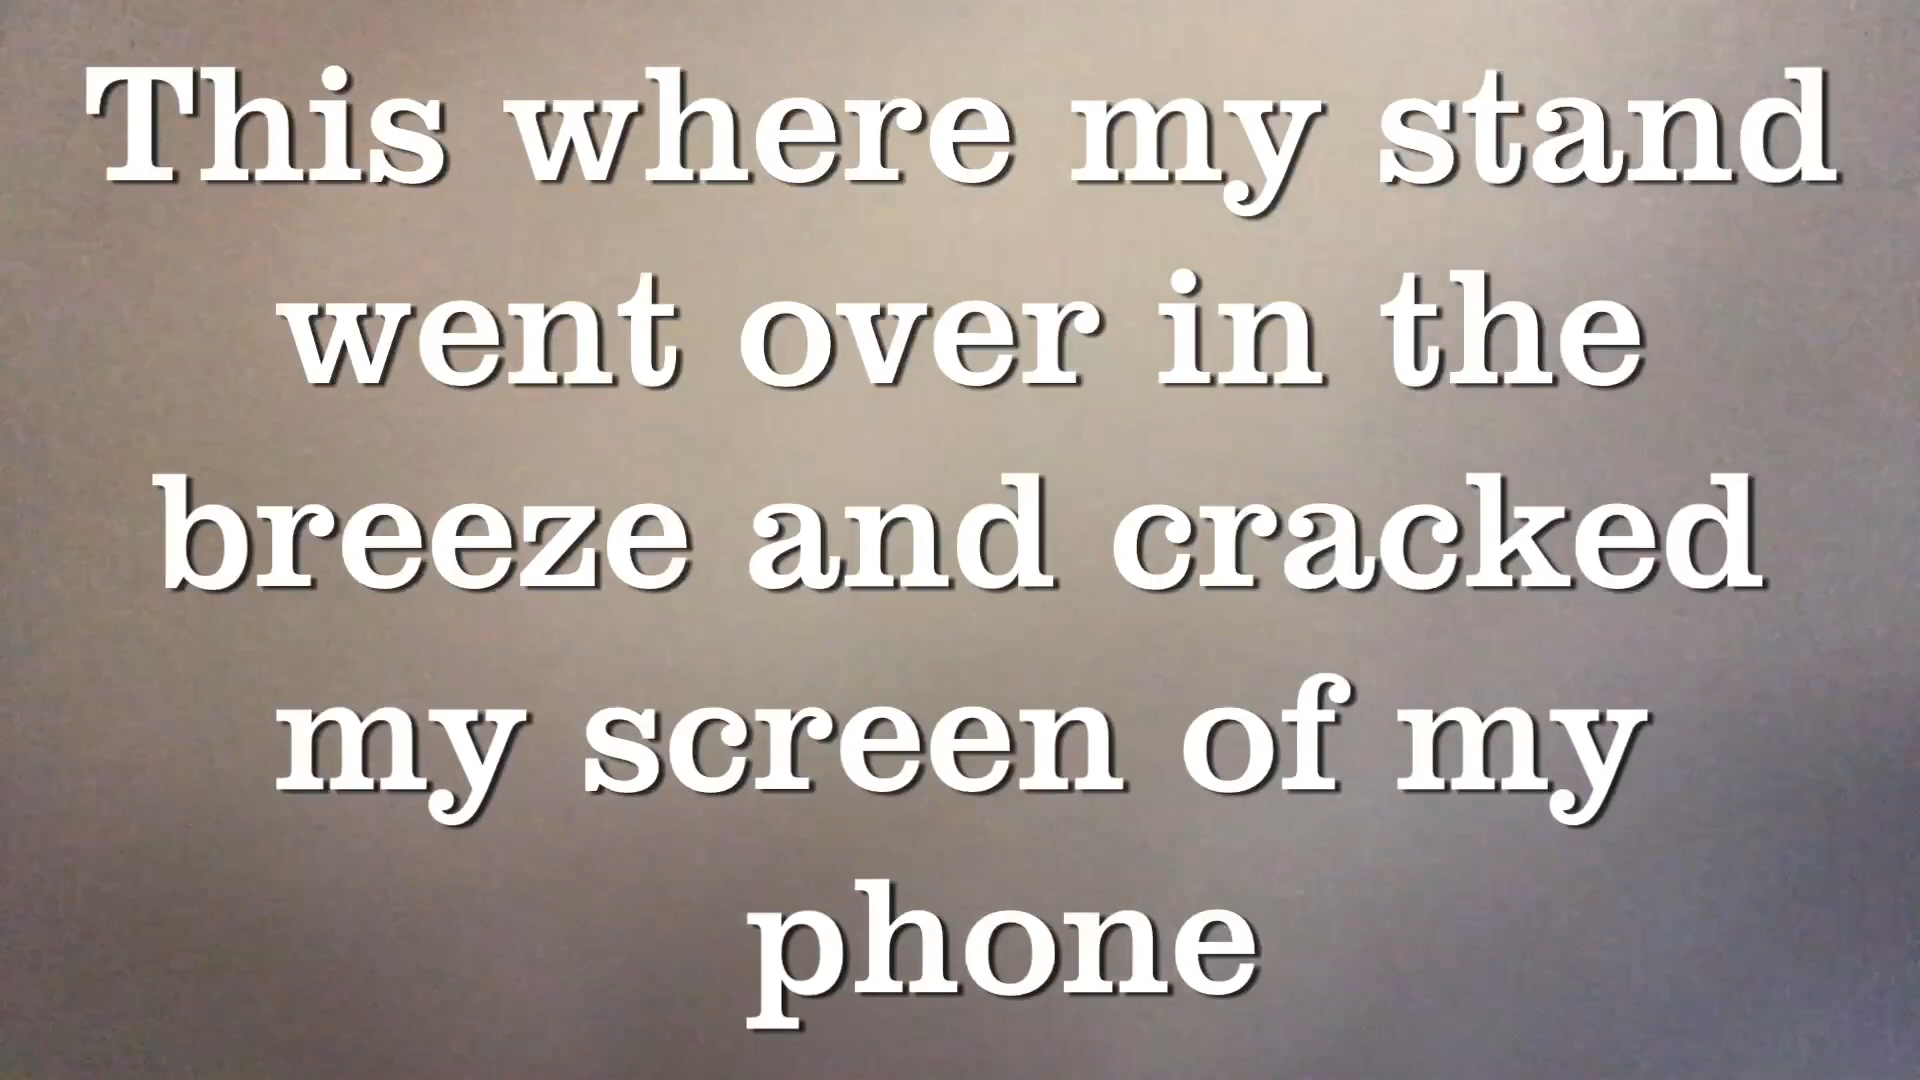 This where my stand
went over in the
breeze and cracked
my screen of my
phone